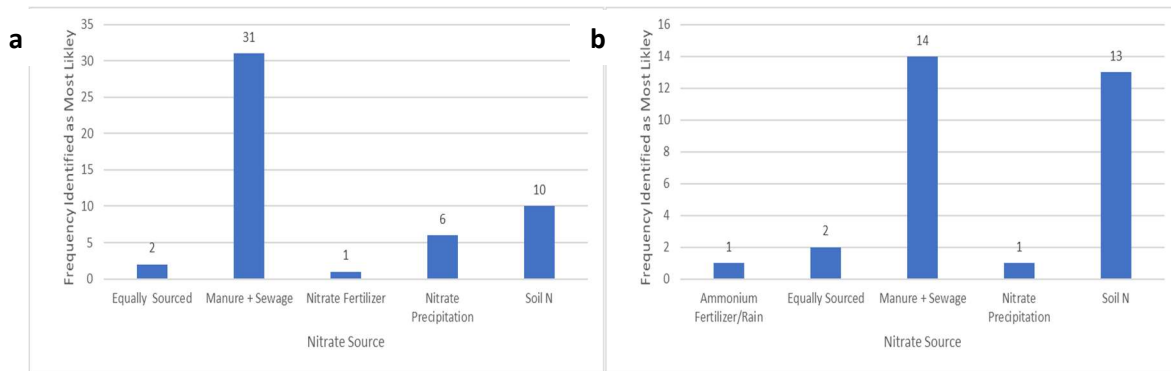 a
Frequency Identified as Most Likley
35
30
25
20
15
10
5
0
2
31
1
6
10
Equally Sourced
Manure + Sewage
Nitrate Fertilizer
Nitrate
Precipitation
Soil N
Nitrate Source
b
Frequency Identified as Most Likley
16
14
12
10
8
6
4
2
0
1
2
14
1
13
Ammonium
Fertilizer/Rain
Equally Sourced
Manure + Sewage
Nitrate
Precipitation
Soil N
Nitrate Source